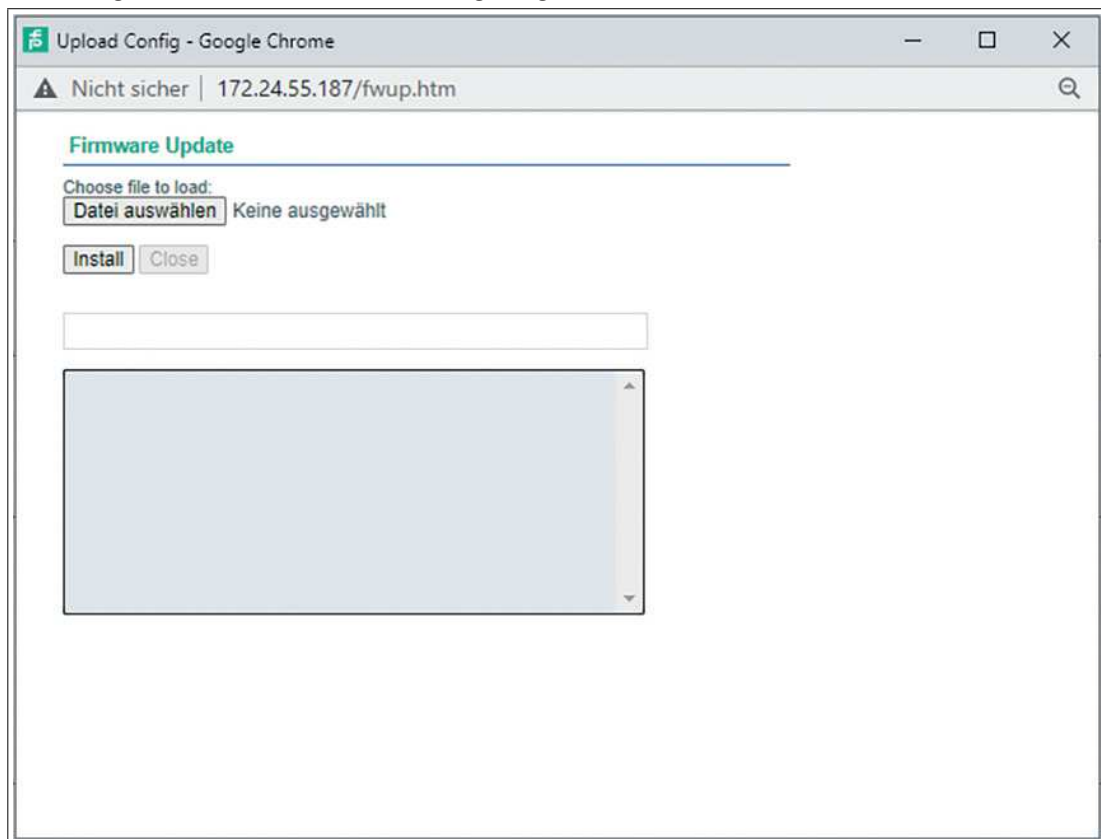 Upload Config - Google Chrome
Nicht sicher | 172.24.55.187/fwup.htm
Firmware Update
Choose file to load:
Datei auswählen Keine ausgewählt
Install Close